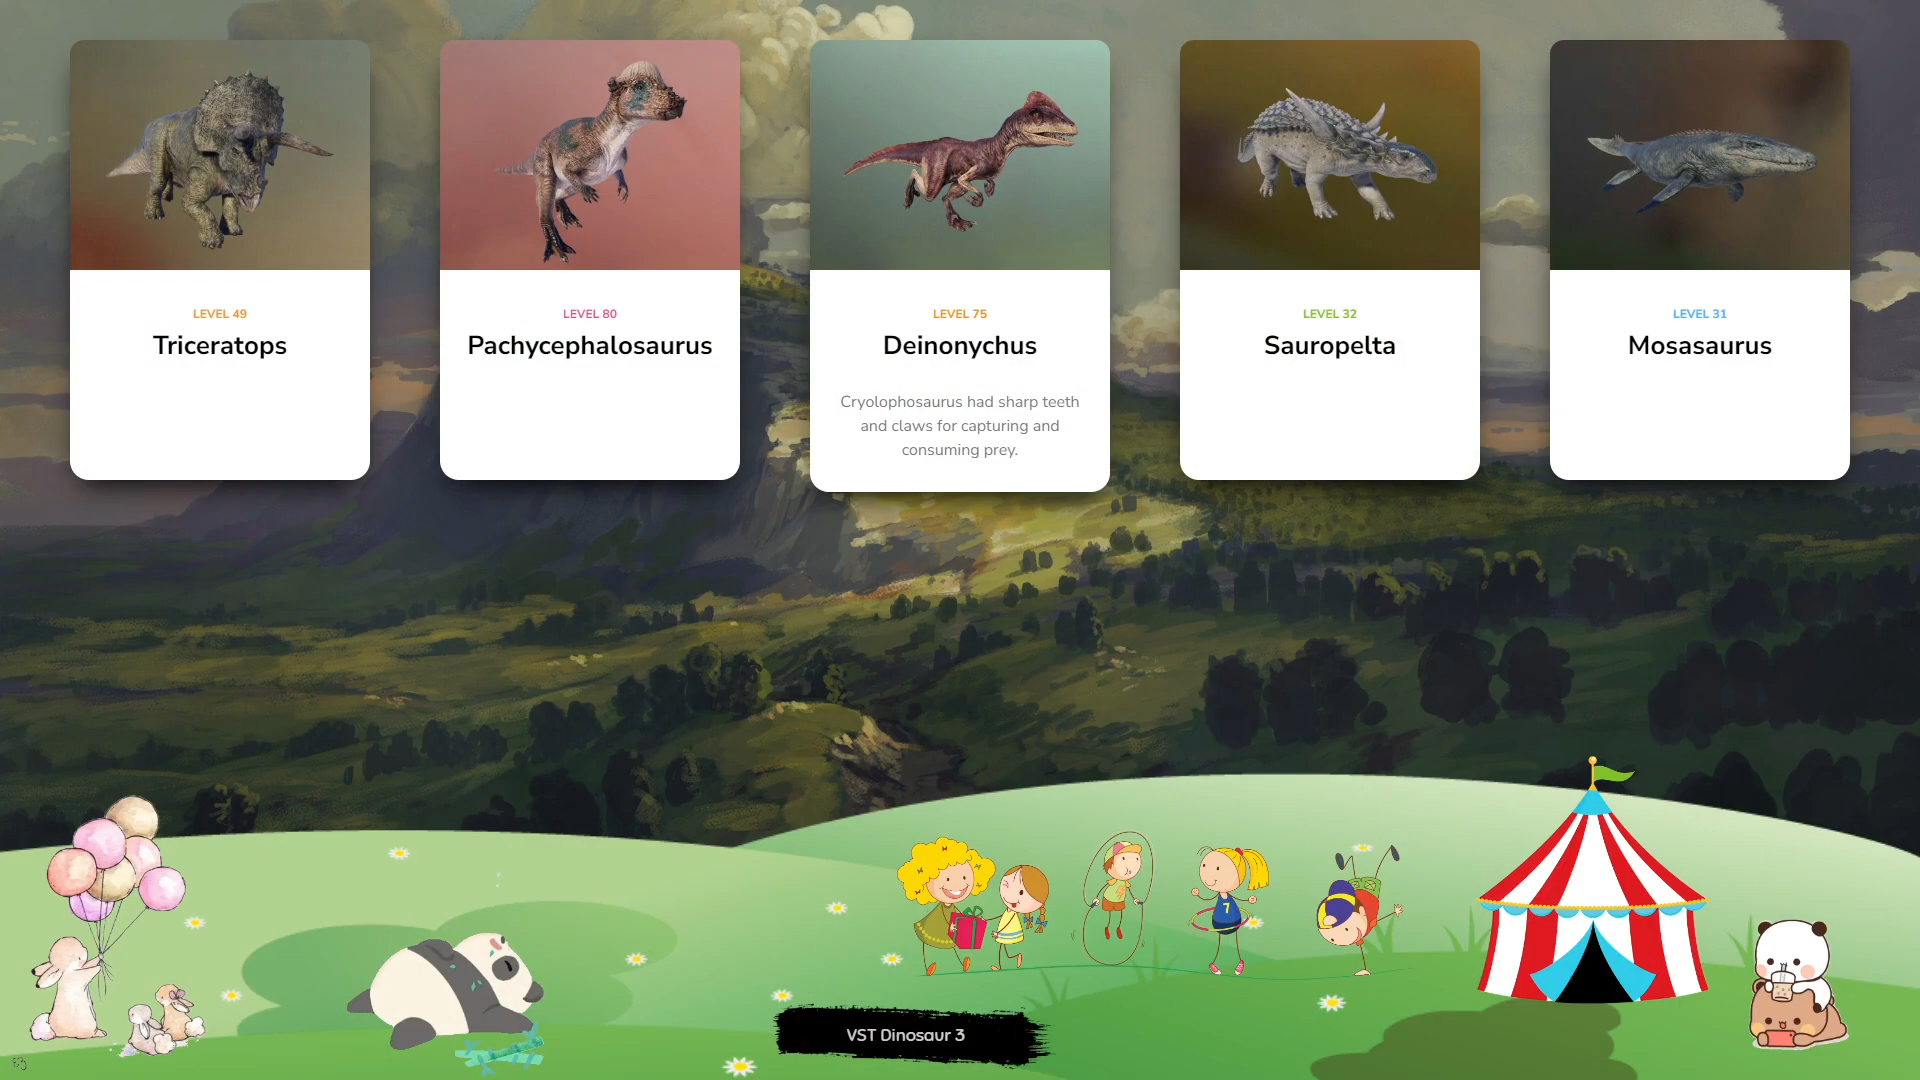 LEVEL 49
Triceratops
LEVEL 80
Pachycephalosaurus
LEVEL 75
Deinonychus
Cryolophosaurus had sharp teeth
and claws for capturing and
consuming prey.
LEVEL 32
Sauropelta
LEVEL 31
Mosasaurus
7
VST Dinosaur 3